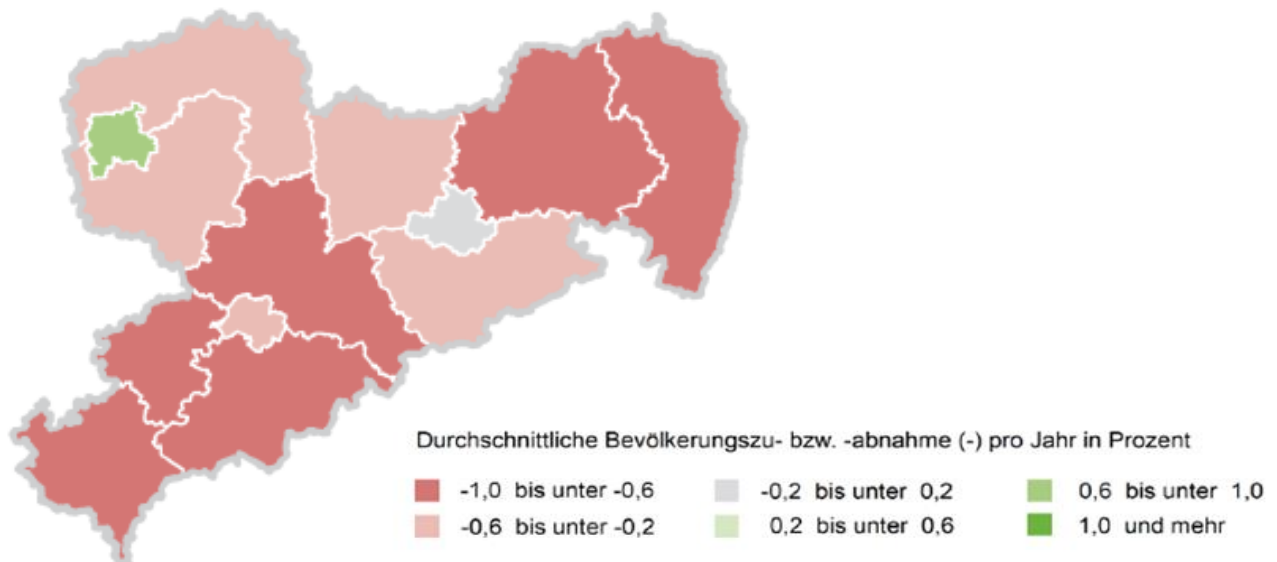 Durchschnittliche Bevölkerungszu- bzw. -abnahme (-) pro Jahr in Prozent
-1,0 bis unter -0,6
-0,6 bis unter -0,2
-0,2 bis unter 0,2
0,2 bis unter 0,6
0,6 bis unter 1,0
1,0 und mehr